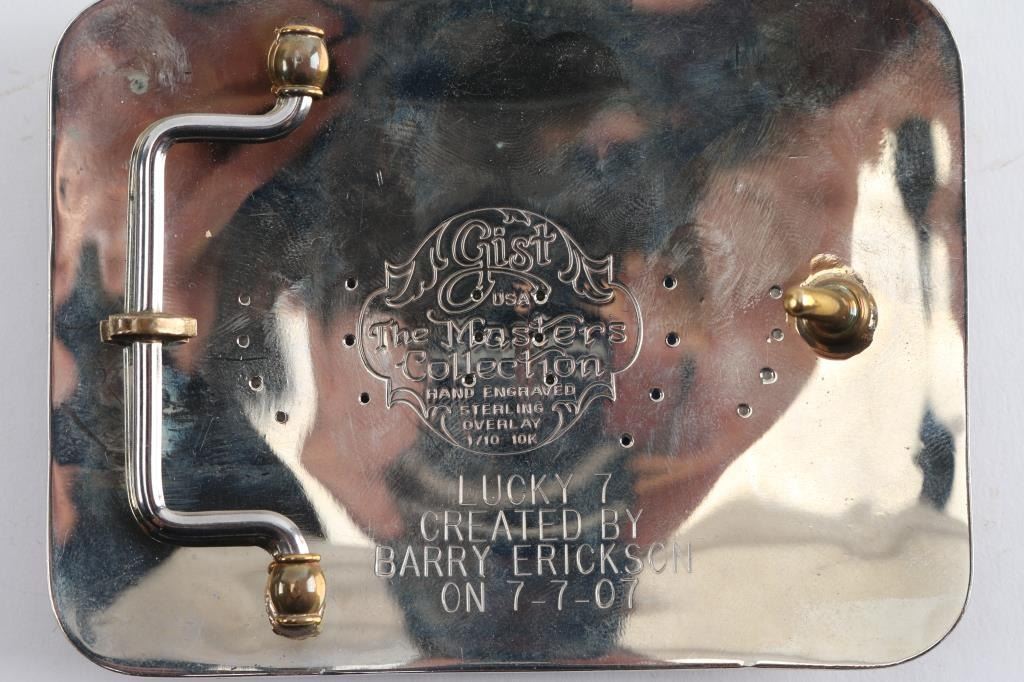 Gist
USA
The Masters
Collection
HAND ENGRAVED
STERLING
OVERLAY
1/10 10K
LUCKY 7
CREATED BY
BARRY ERICKSON
ON 7-7-07